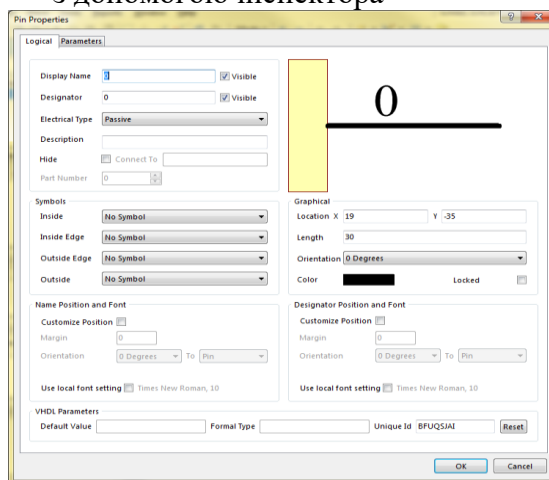 з допомогою інспектора
Pin Properties
Logical Parameters
Display Name 0 Visible
Designator 0 Visible
Electrical Type Passive
Description
Hide Connect To
Part Number 0
0
Symbols
Inside No Symbol
Inside Edge No Symbol
Outside Edge No Symbol
Outside No Symbol
Graphical
Location X 19 Y -35
Length 30
Orientation 0 Degrees
Color Locked
Name Position and Font
Customize Position
Margin 0
Orientation 0 Degrees To Pin
Use local font setting Times New Roman, 10
Designator Position and Font
Customize Position
Margin 0
Orientation 0 Degrees To Pin
Use local font setting Times New Roman, 10
VHDL Parameters
Default Value Formal Type Unique Id BFUQSJAI Reset
OK Cancel